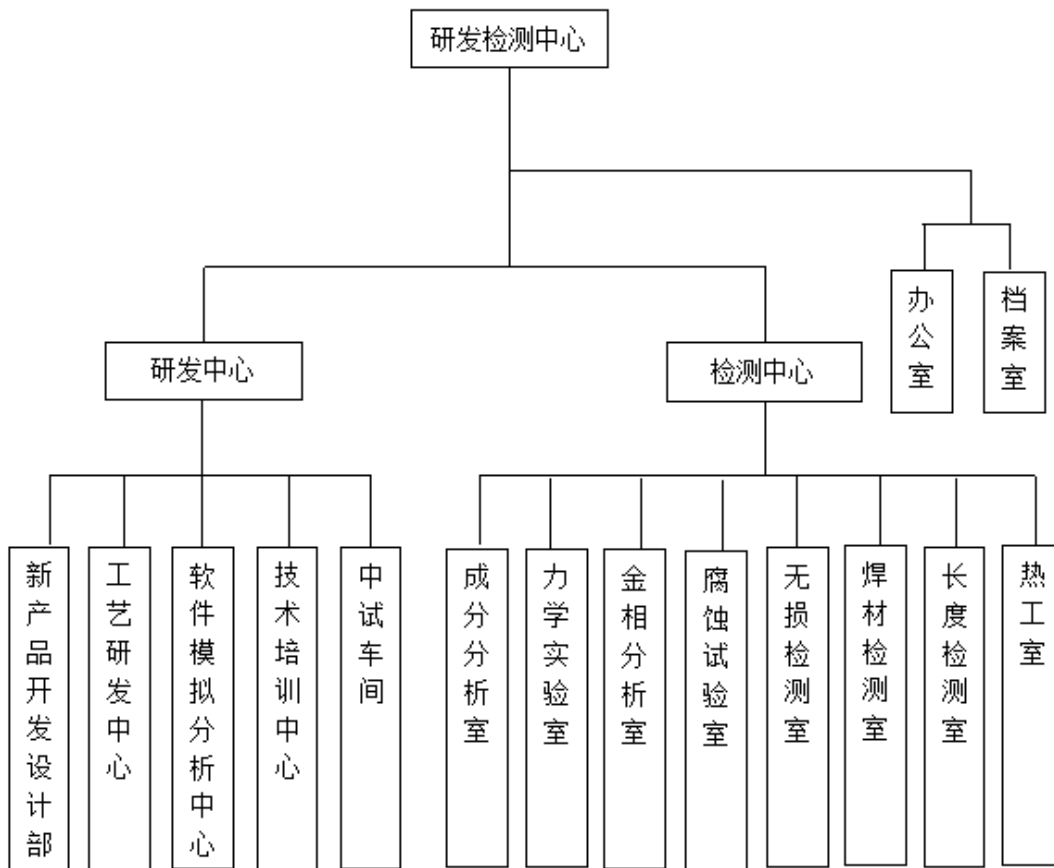 研发检测中心
办公室
档案室
研发中心
检测中心
新产品开发设计部
工艺研发中心
软件模拟分析中心
技术培训中心
中试车间
成分分析室
力学实验室
金相分析室
腐蚀试验室
无损检测室
焊材检测室
长度检测室
热工室